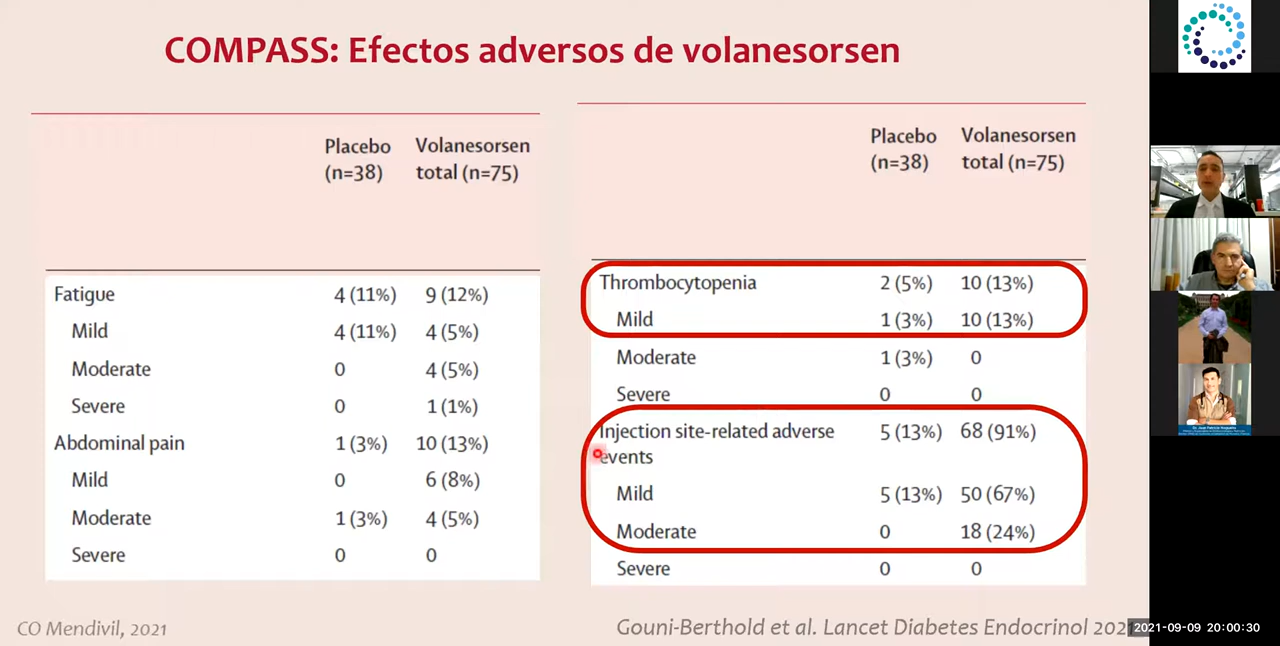 COMPASS: Efectos adversos de volanesorsen
Placebo Volanesorsen
(n=38) total (n=75)
Fatigue 4 (11%) 9 (12%)
Mild 4 (11%) 4 (5%)
Moderate 0 4 (5%)
Severe 0 1 (1%)
Abdominal pain 1 (3%) 10 (13%)
Mild 0 6 (8%)
Moderate 1 (3%) 4 (5%)
Severe 0 0
Placebo Volanesorsen
(n=38) total (n=75)
Thrombocytopenia 2 (5%) 10 (13%)
Mild 1 (3%) 10 (13%)
Moderate 1 (3%) 0
Severe 0 0
Injection site-related adverse 5 (13%) 68 (91%)
events
Mild 5 (13%) 50 (67%)
Moderate 0 18 (24%)
Severe 0 0
CO Mendivil, 2021
Gouni-Berthold et al. Lancet Diabetes Endocrinol 202
2021-09-09 20:00:30